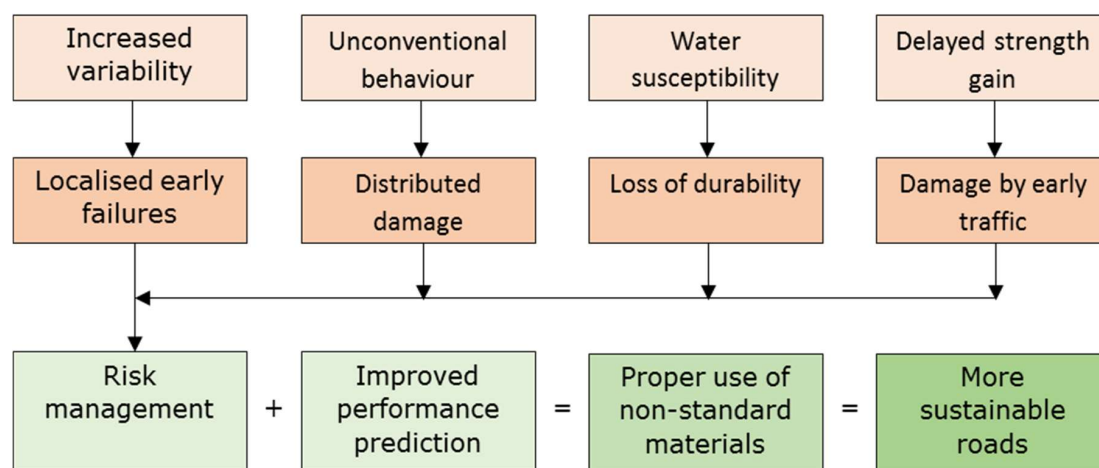 Increased
variability
Unconventional
behaviour
Water
susceptibility
Delayed strength
gain
Localised early
failures
Distributed
damage
Loss of durability
Damage by early
traffic
Risk
management
+
Improved
performance
prediction
=
Proper use of
non-standard
materials
=
More
sustainable
roads